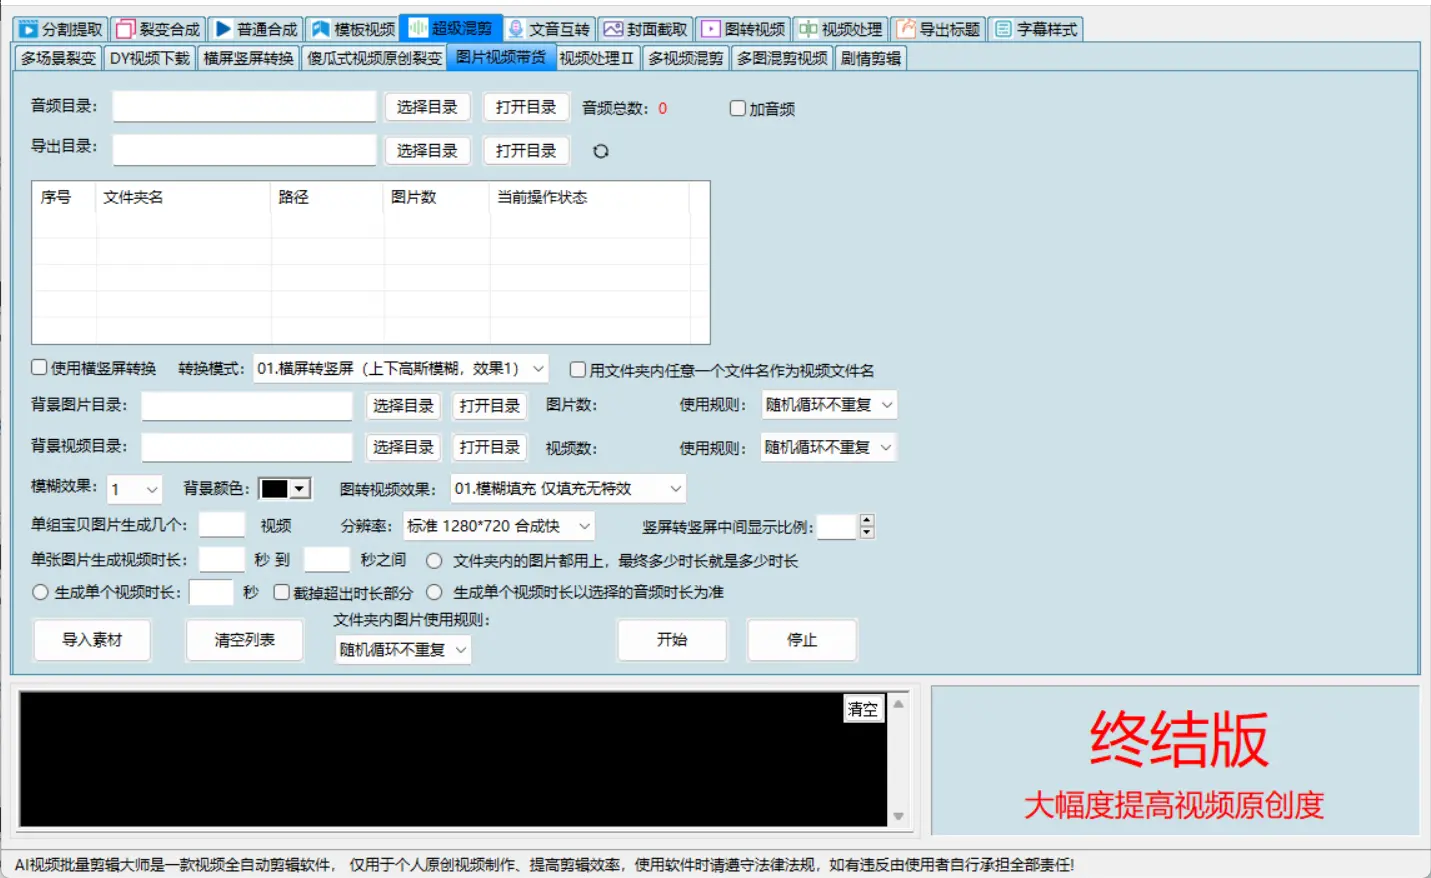 分割提取 裂变合成 普通合成 模板视频 超级混剪 文音互转 封面截取 图转视频 视频处理 导出标题 字幕样式
多场景裂变 DY视频下载 横屏竖屏转换 傻瓜式视频原创裂变 图片视频带货 视频处理II 多视频混剪 多图混剪视频 剧情剪辑
音频目录： 选择目录 打开目录 音频总数：0 加音频
导出目录： 选择目录 打开目录
序号 文件夹名 路径 图片数 当前操作状态
使用横竖屏转换 转换模式： 01.横屏转竖屏（上下高斯模糊，效果1） 用文件夹内任意一个文件名作为视频文件名
背景图片目录： 选择目录 打开目录 图片数： 使用规则： 随机循环不重复
背景视频目录： 选择目录 打开目录 视频数： 使用规则： 随机循环不重复
模糊效果： 1 背景颜色： 图转视频效果： 01.模糊填充 仅填充无特效
单组宝贝图片生成几个： 视频 分辨率： 标准 1280*720 合成快 竖屏转竖屏中间显示比例：
单张图片生成视频时长： 秒 到 秒之间 文件夹内的图片都用上，最终多少时长就是多少时长
生成单个视频时长： 秒 截掉超出时长部分 生成单个视频时长以选择的音频时长为准
文件夹内图片使用规则：
导入素材 清空列表 随机循环不重复 开始 停止
清空
终结版
大幅度提高视频原创度
AI视频批量剪辑大师是一款视频全自动剪辑软件， 仅用于个人原创视频制作、提高剪辑效率，使用软件时请遵守法律法规，如有违反由使用者自行承担全部责任!